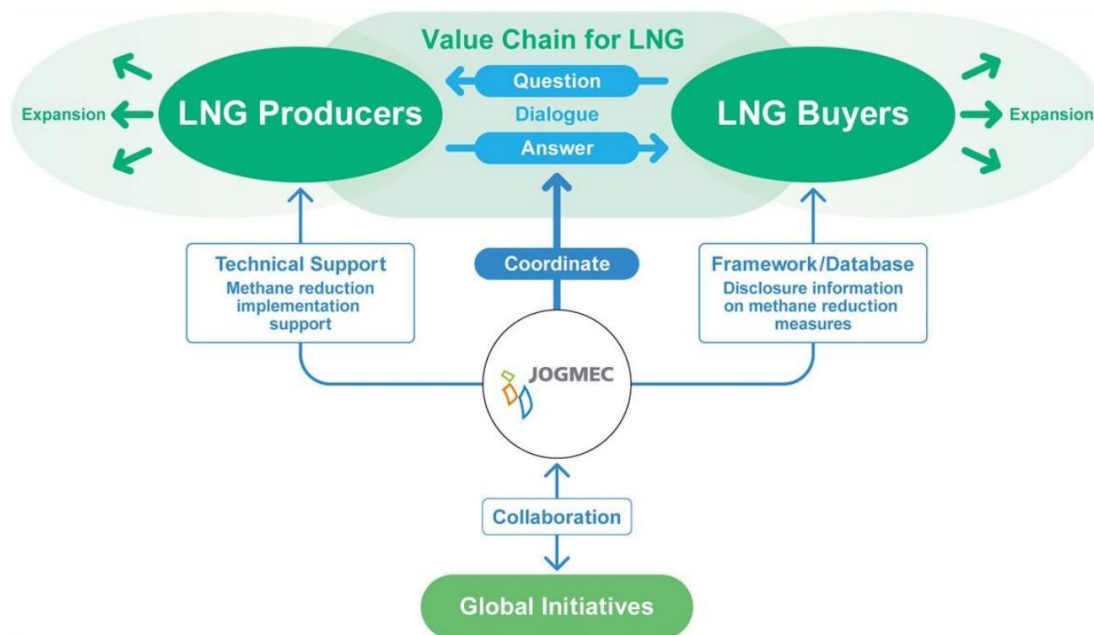 Value Chain for LNG
Expansion
LNG Producers
Question
Dialogue
Answer
LNG Buyers
Expansion
Technical Support
Methane reduction
implementation
support
Coordinate
Framework/Database
Disclosure information
on methane reduction
measures
JOGMEC
Collaboration
Global Initiatives